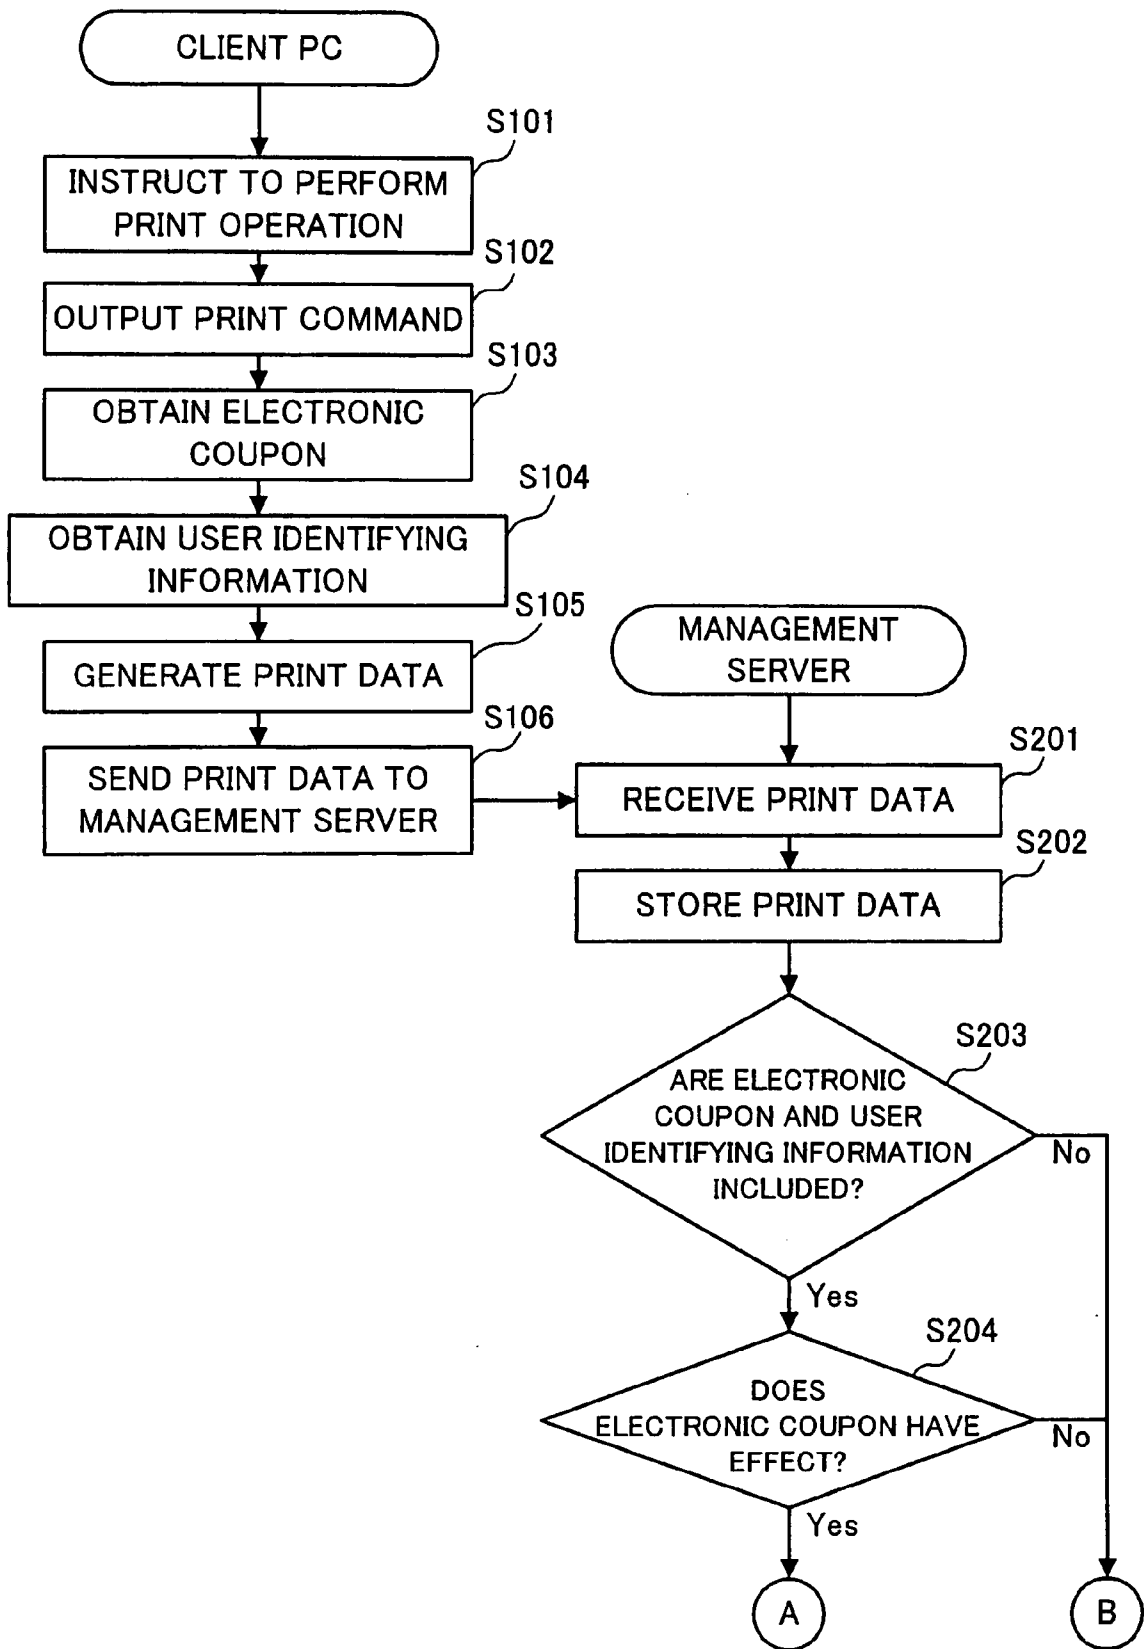 CLIENT PC
S101
INSTRUCT TO PERFORM
PRINT OPERATION
S102
OUTPUT PRINT COMMAND
S103
OBTAIN ELECTRONIC
COUPON
S104
OBTAIN USER IDENTIFYING
INFORMATION
S105
GENERATE PRINT DATA
S106
SEND PRINT DATA TO
MANAGEMENT SERVER
MANAGEMENT
SERVER
S201
RECEIVE PRINT DATA
S202
STORE PRINT DATA
S203
ARE ELECTRONIC
COUPON AND USER
IDENTIFYING INFORMATION
INCLUDED?
No
Yes
S204
DOES
ELECTRONIC COUPON HAVE
EFFECT?
No
Yes
A
B